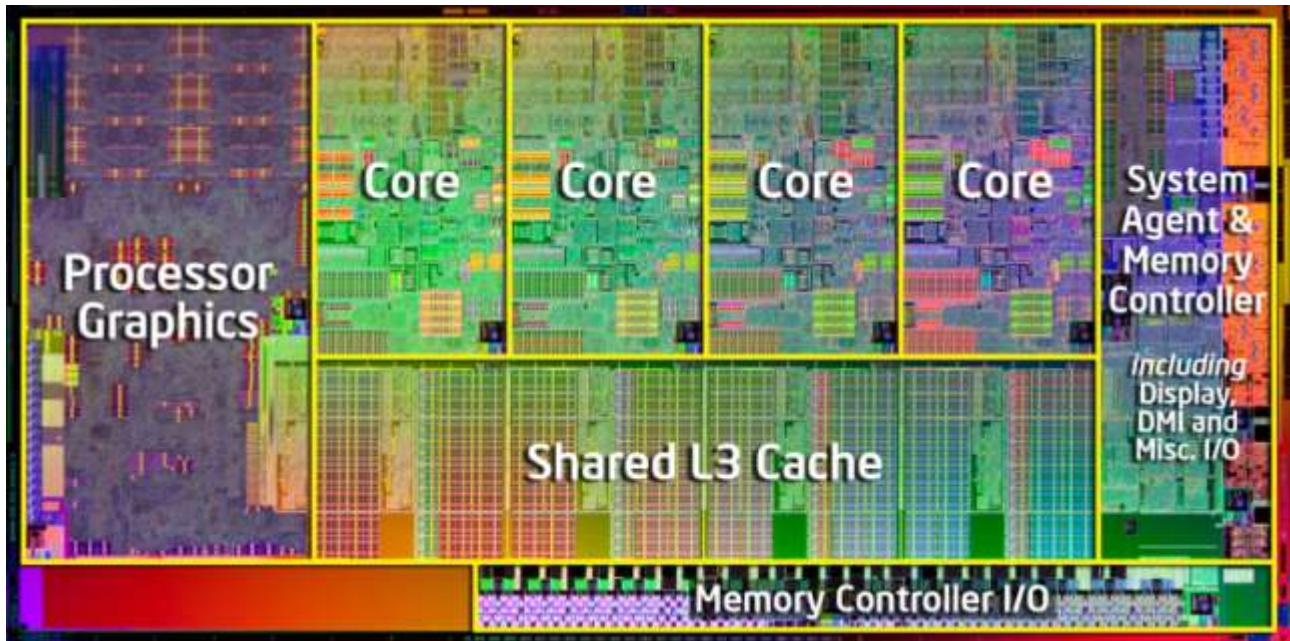 Processor
Graphics
Core
Core
Core
Core
System
Agent &
Memory
Controller
including
Display,
DMI and
Misc. I/O
Shared L3 Cache
Memory Controller I/O